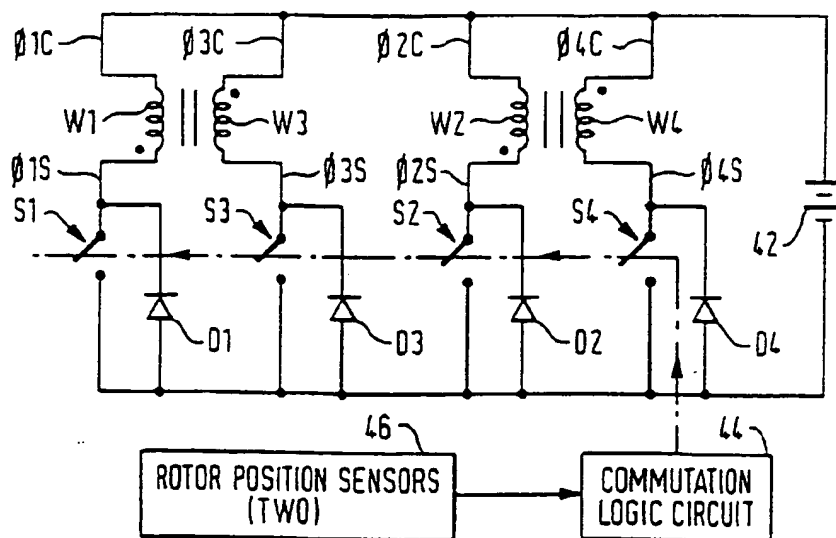 Ø1C
Ø3C
Ø2C
Ø4C
W1
W3
W2
W4
Ø1S
Ø3S
Ø2S
Ø4S
S1
S3
S2
S4
42
D1
D3
D2
D4
46
44
ROTOR POSITION SENSORS
(TWO)
COMMUTATION
LOGIC CIRCUIT